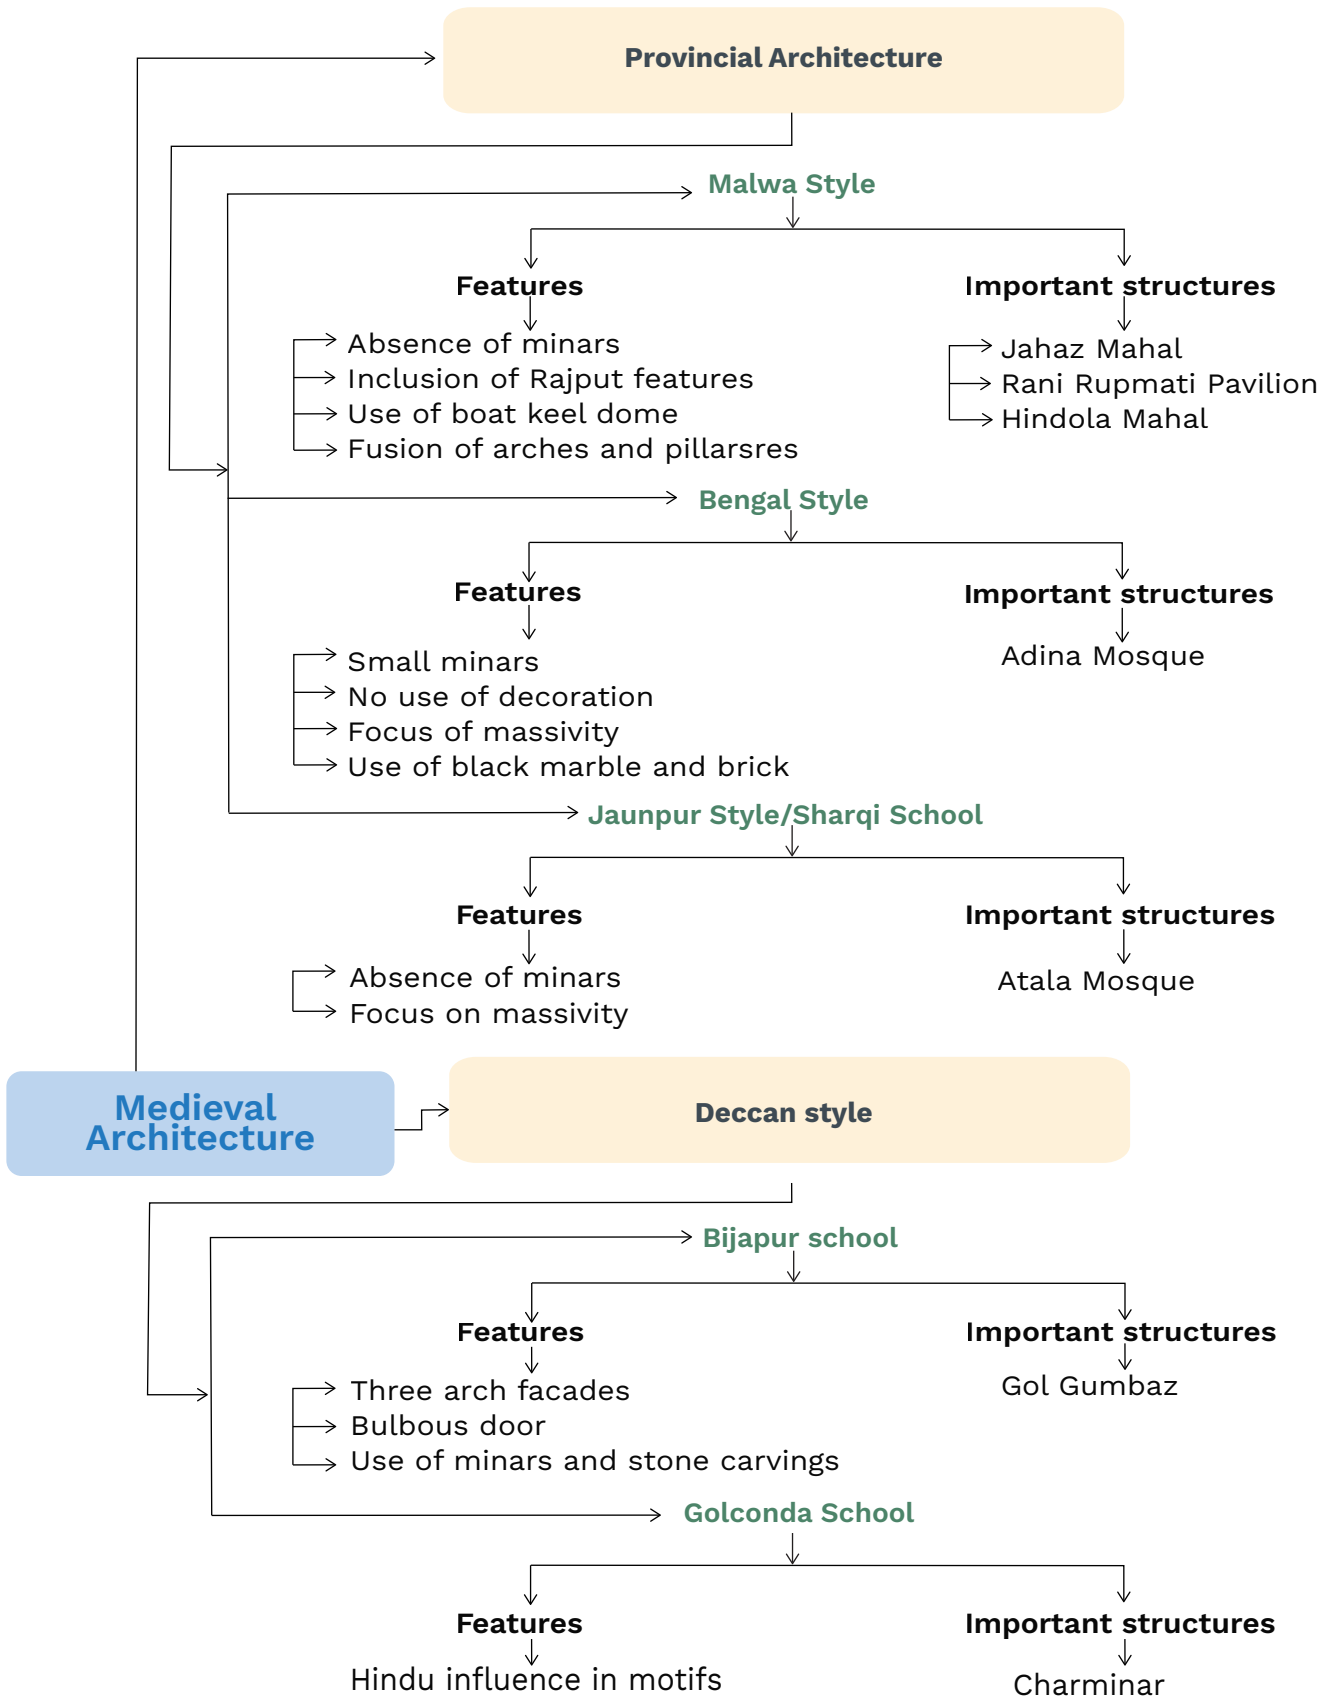 Provincial Architecture
Malwa Style
Features
Important structures
Absence of minars
Inclusion of Rajput features
Use of boat keel dome
Fusion of arches and pillarsres
Jahaz Mahal
Rani Rupmati Pavilion
Hindola Mahal
Bengal Style
Features
Important structures
Small minars
No use of decoration
Focus of massivity
Use of black marble and brick
Adina Mosque
Jaunpur Style/Sharqi School
Features
Important structures
Absence of minars
Focus on massivity
Atala Mosque
Medieval
Architecture
Deccan style
Bijapur school
Features
Important structures
Three arch facades
Bulbous door
Use of minars and stone carvings
Gol Gumbaz
Golconda School
Features
Important structures
Hindu influence in motifs
Charminar